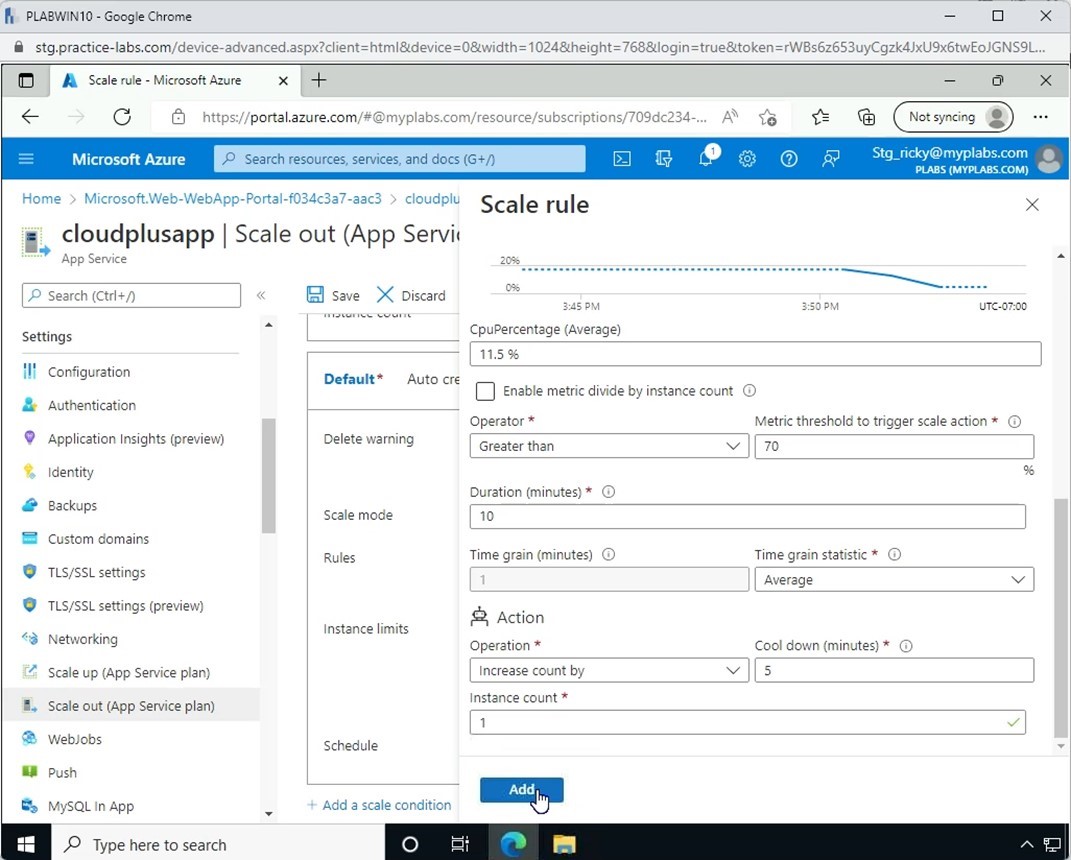 PLABWIN10 - Google Chrome
stg.practice-labs.com/device-advanced.aspx?client=html&device=0&width=1024&height=768&login=true&token=rWBs6z653uyCgzk4JxU9x6twEoJGNS9L...
Scale rule - Microsoft Azure
https://portal.azure.com/#@myplabs.com/resource/subscriptions/709dc234-...
Not syncing
Microsoft Azure
Search resources, services, and docs (G+/)
1
Stg_ricky@myplabs.com
PLABS (MYPLABS.COM)
Home > Microsoft.Web-WebApp-Portal-f034c3a7-aac3 > cloudplu
cloudplusapp | Scale out (App Servic
App Service
Search (Ctrl+/)
«
Settings
Configuration
Authentication
Application Insights (preview)
Identity
Backups
Custom domains
TLS/SSL settings
TLS/SSL settings (preview)
Networking
Scale up (App Service plan)
Scale out (App Service plan)
WebJobs
Push
MySQL In App
Save
Discard
Instance count
Default*
Auto cre
Delete warning
Scale mode
Rules
Instance limits
Schedule
+ Add a scale condition
Scale rule
20%
0%
3:45 PM
3:50 PM
UTC-07:00
CpuPercentage (Average)
11.5 %
Enable metric divide by instance count
Operator *
Metric threshold to trigger scale action *
Greater than
70
%
Duration (minutes) *
10
Time grain (minutes)
Time grain statistic *
1
Average
Action
Operation *
Cool down (minutes) *
Increase count by
5
Instance count *
1
Add
Type here to search